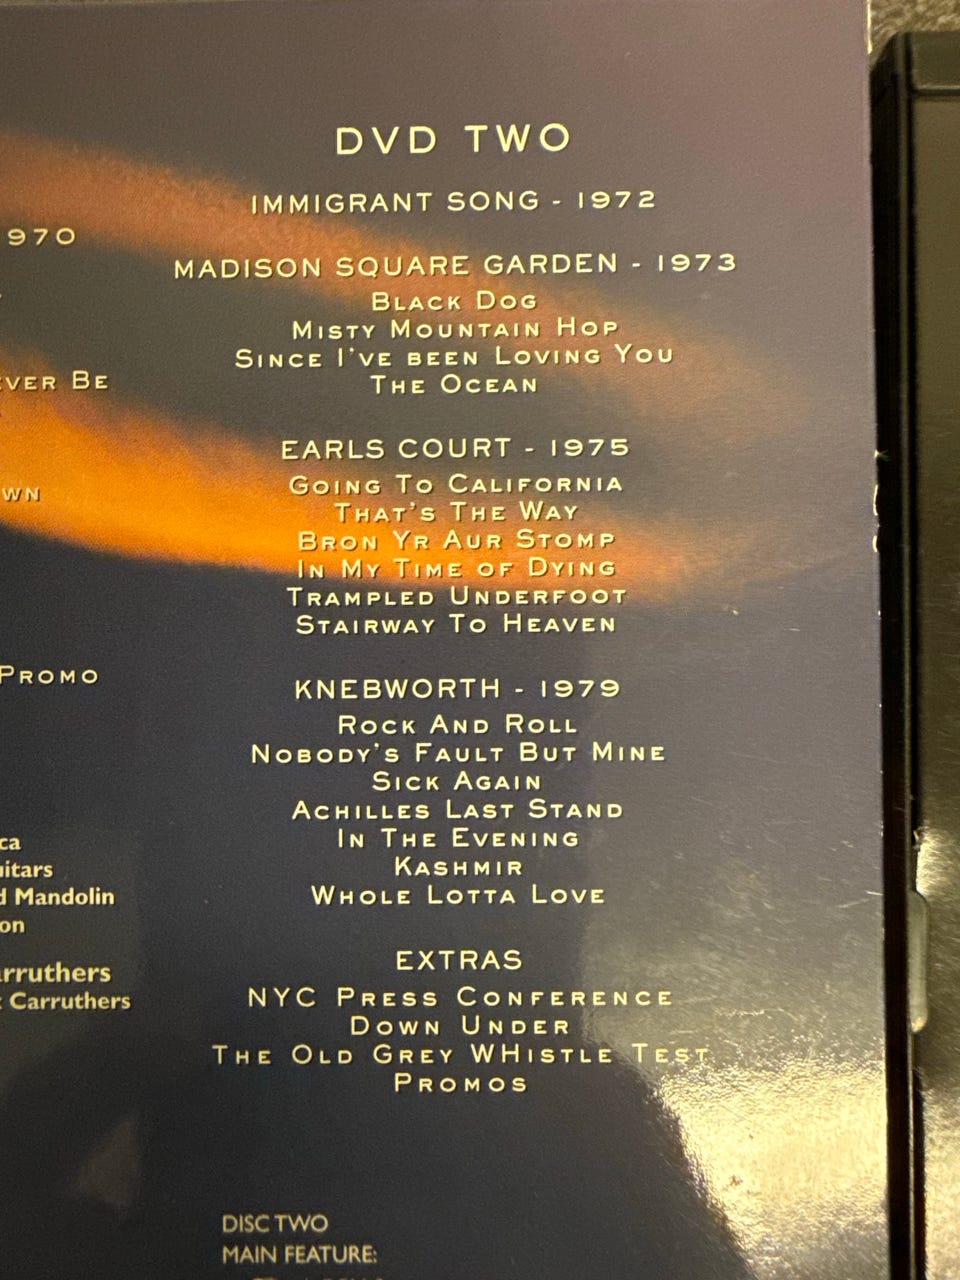 DVD TWO
IMMIGRANT SONG - 1972
MADISON SQUARE GARDEN - 1973
BLACK DOG
MISTY MOUNTAIN HOP
SINCE I'VE BEEN LOVING YOU
THE OCEAN
EARLS COURT - 1975
GOING TO CALIFORNIA
THAT'S THE WAY
BRON YR AUR STOMP
IN MY TIME OF DYING
TRAMPLED UNDERFOOT
STAIRWAY TO HEAVEN
KNEBWORTH - 1979
ROCK AND ROLL
NOBODY'S FAULT BUT MINE
SICK AGAIN
ACHILLES LAST STAND
IN THE EVENING
KASHMIR
WHOLE LOTTA LOVE
EXTRAS
NYC PRESS CONFERENCE
DOWN UNDER
THE OLD GREY WHISTLE TEST
PROMOS
DISC TWO
MAIN FEATURE:
970
VER BE
WN
PROMO
ca
uitars
d Mandolin
on
rruthers
Carruthers